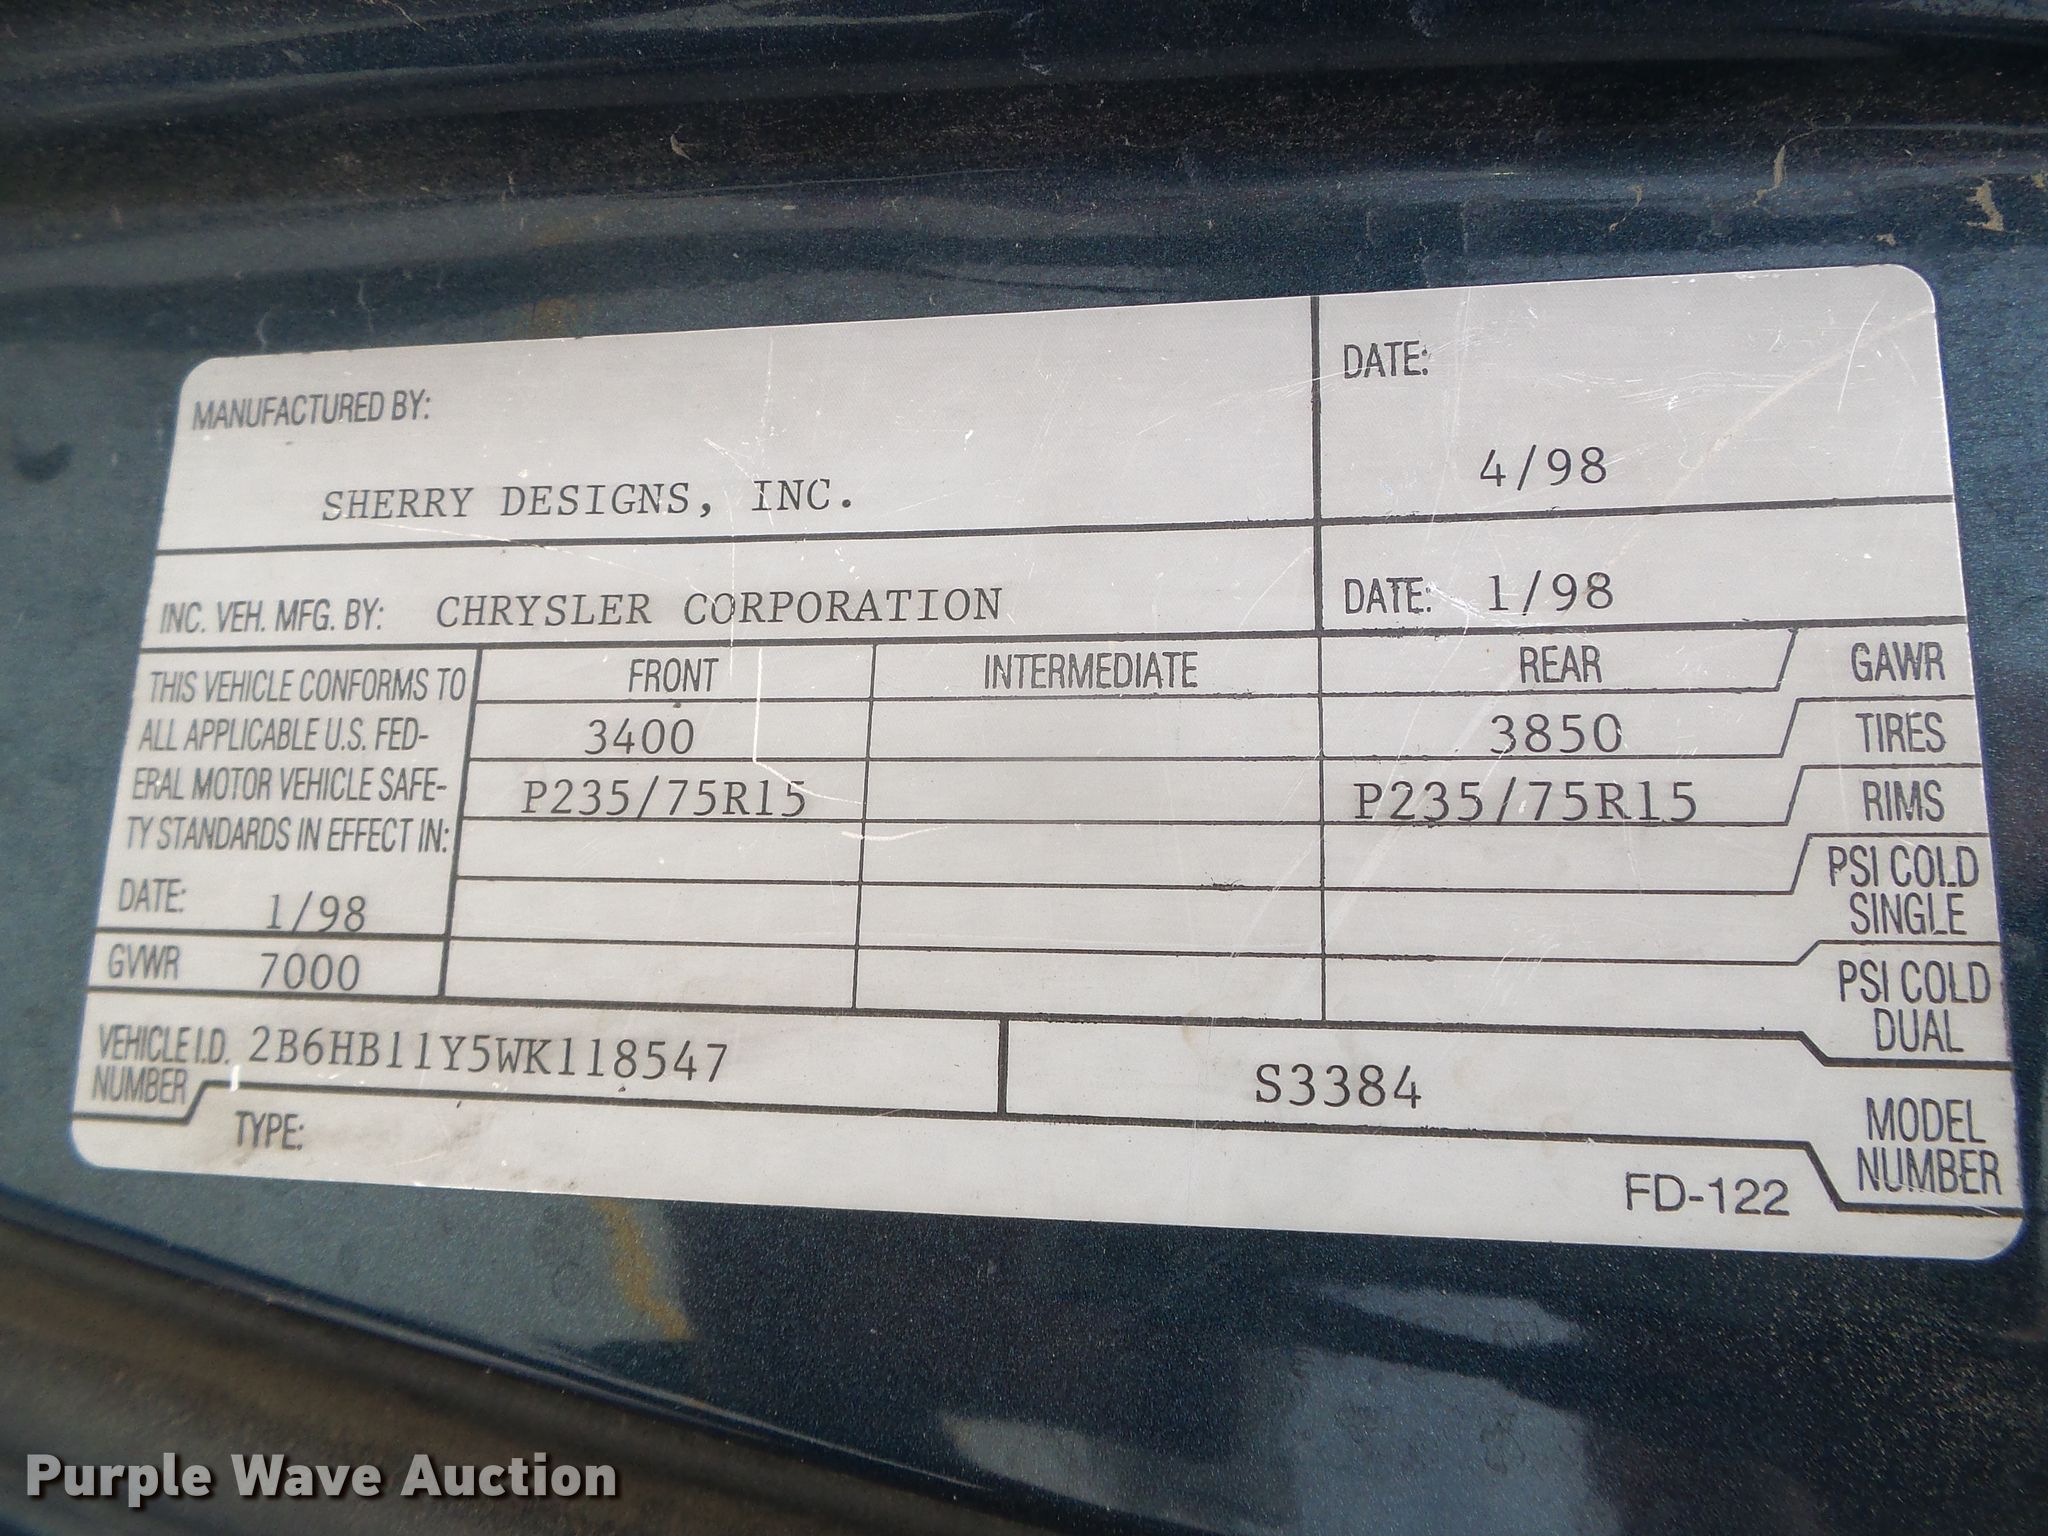 MANUFACTURED BY:
SHERRY DESIGNS, INC.
DATE:
4/98
INC. VEH. MFG. BY: CHRYSLER CORPORATION
DATE: 1/98
THIS VEHICLE CONFORMS TO
ALL APPLICABLE U.S. FED-
ERAL MOTOR VEHICLE SAFE-
TY STANDARDS IN EFFECT IN:
DATE: 1/98
GVWR 7000
FRONT INTERMEDIATE REAR GAWR
3400 3850 TIRES
P235/75R15 P235/75R15 RIMS
PSI COLD
SINGLE
PSI COLD
DUAL
VEHICLE I.D.
NUMBER
2B6HB11Y5WK118547
S3384
MODEL
NUMBER
TYPE:
FD-122
Purple Wave Auction